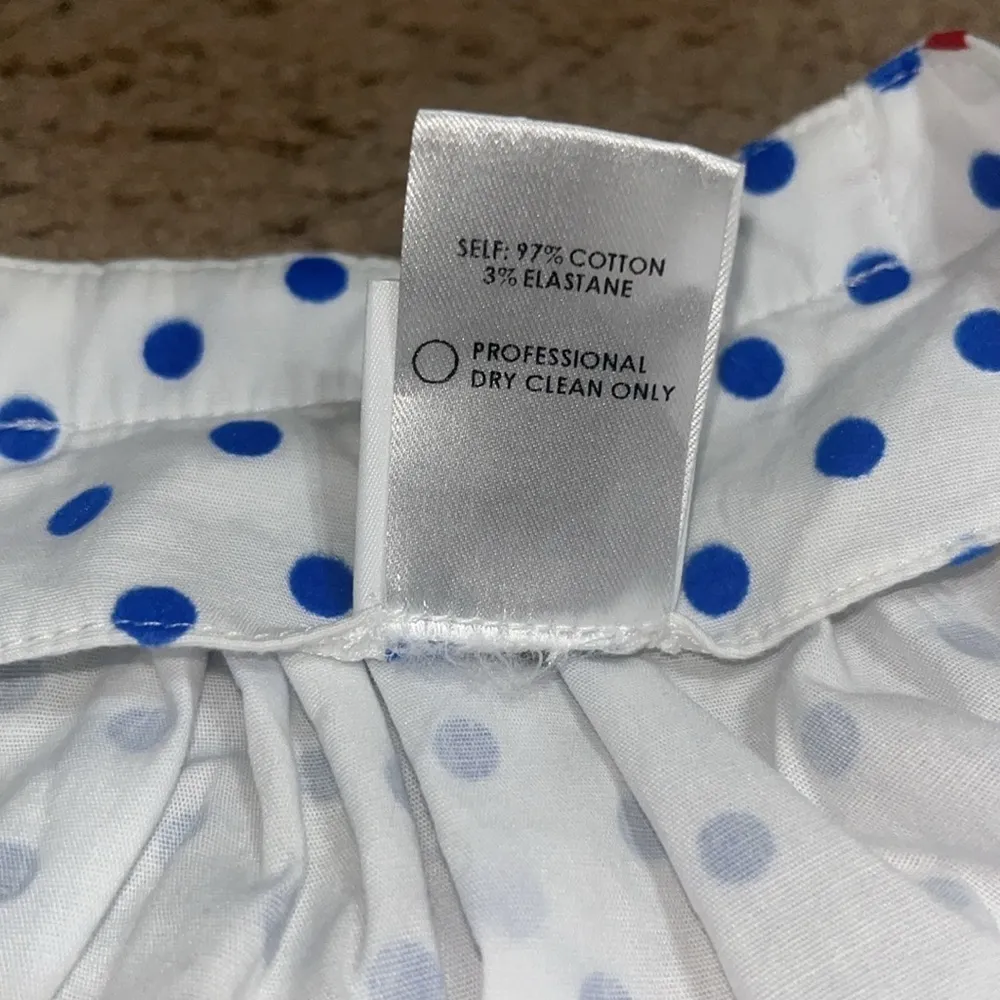 SELF: 97% COTTON
3% ELASTANE
PROFESSIONAL
DRY CLEAN ONLY